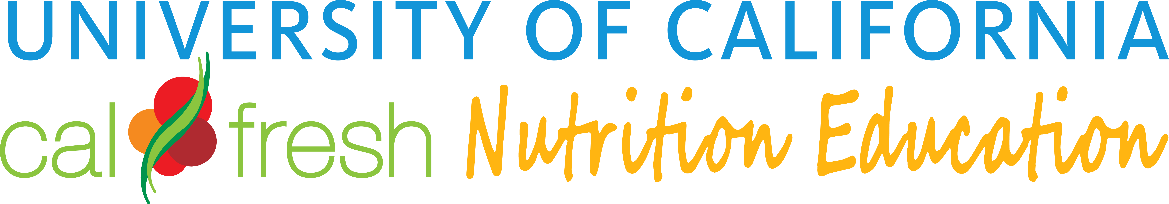 UNIVERSITY OF CALIFORNIA
cal fresh Nutrition Education